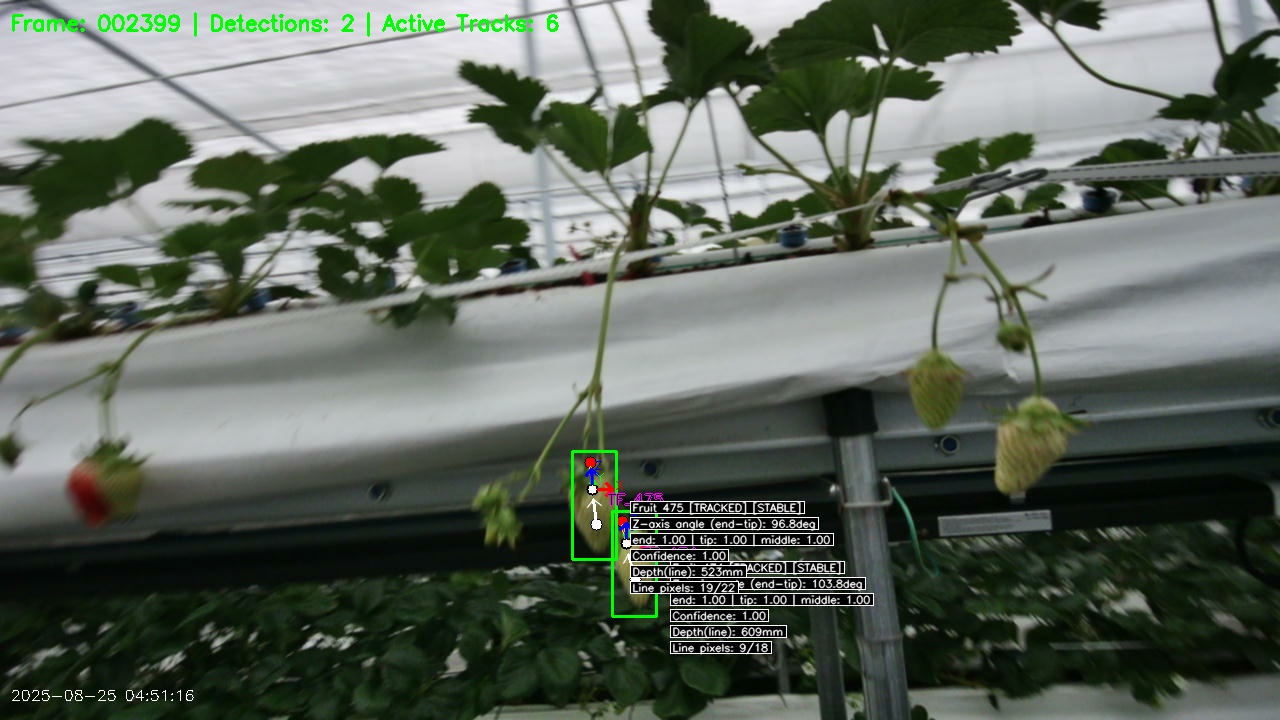 Frame: 002399 | Detections: 2 | Active Tracks: 6
TF_475
Fruit 475 [TRACKED] [STABLE]
Z-axis angle (end-tip): 96.8deg
end: 1.00 | tip: 1.00 | middle: 1.00
Confidence: 1.00
Depth(line): 523mm
Line pixels: 19/22
[STABLE]
(end-tip): 103.8deg
end: 1.00 | tip: 1.00 | middle: 1.00
Confidence: 1.00
Depth(line): 609mm
Line pixels: 9/18
2025-08-25 04:51:16